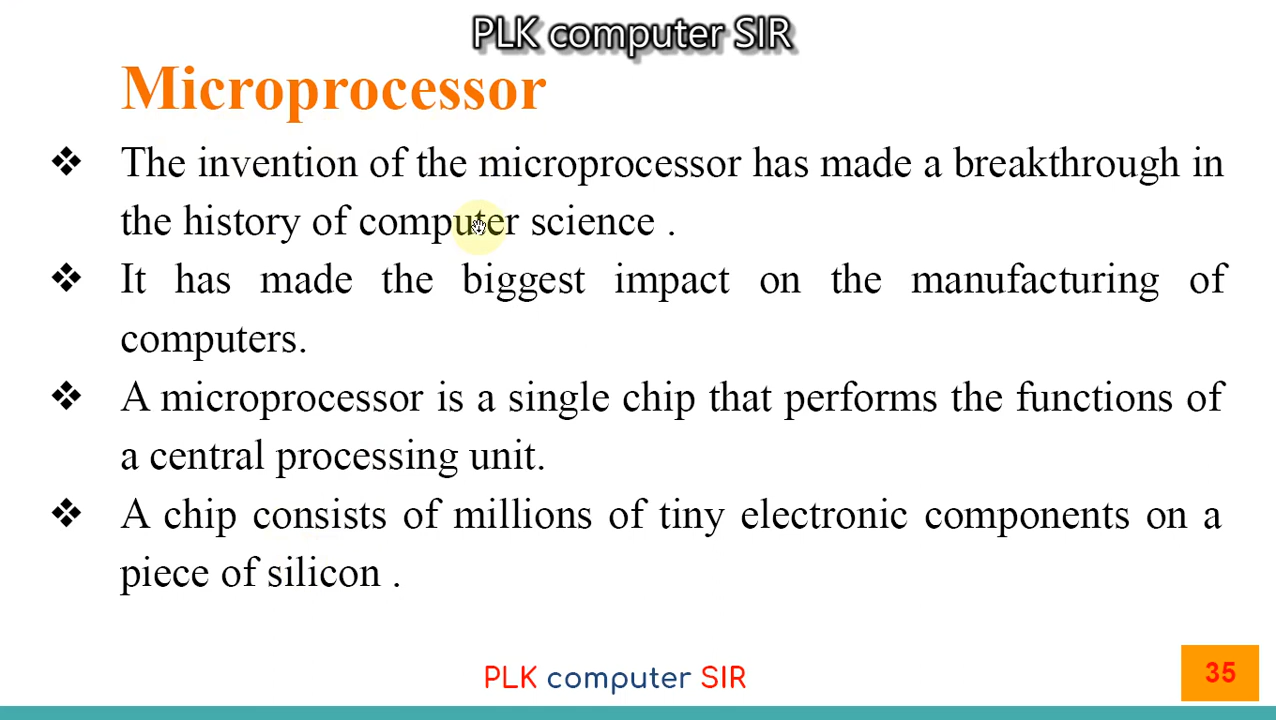 PLK computer SIR
Microprocessor
❖ The invention of the microprocessor has made a breakthrough in
the history of computer science .
❖ It has made the biggest impact on the manufacturing of
computers.
❖ A microprocessor is a single chip that performs the functions of
a central processing unit.
❖ A chip consists of millions of tiny electronic components on a
piece of silicon .
PLK computer SIR
35